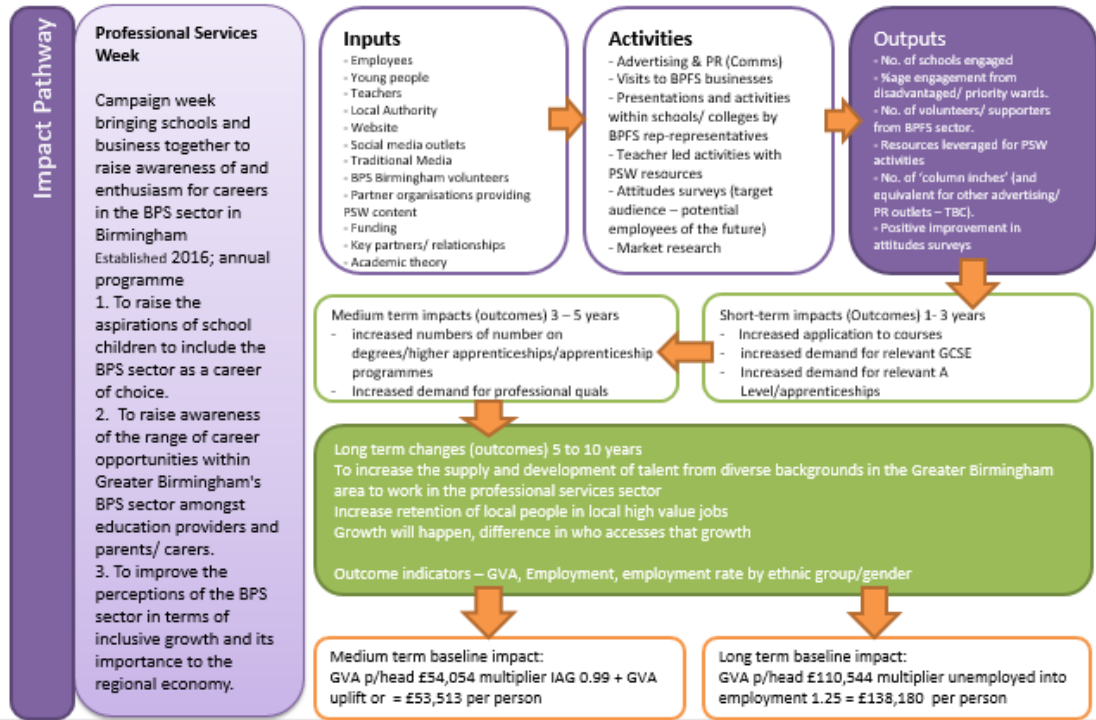 Impact Pathway
Professional Services
Week
Campaign week
bringing schools and
business together to
raise awareness of and
enthusiasm for careers
in the BPS sector in
Birmingham
Established 2016; annual
programme
1. To raise the
aspirations of school
children to include the
BPS sector as a career
of choice.
2. To raise awareness
of the range of career
opportunities within
Greater Birmingham's
BPS sector amongst
education providers and
parents/ carers.
3. To improve the
perceptions of the BPS
sector in terms of
inclusive growth and its
importance to the
regional economy.
Inputs
- Employees
- Young people
- Teachers
- Local Authority
- Website
- Social media outlets
- Traditional Media
- BPS Birmingham volunteers
- Partner organisations providing
PSW content
- Funding
- Key partners/ relationships
- Academic theory
Activities
- Advertising & PR (Comms)
- Visits to BPFS businesses
- Presentations and activities
within schools/ colleges by
BPFS rep-representatives
- Teacher led activities with
PSW resources
- Attitudes surveys (target
audience – potential
employees of the future)
- Market research
Outputs
- No. of schools engaged
- %age engagement from
disadvantaged/ priority wards.
- No. of volunteers/ supporters
from BPFS sector.
- Resources leveraged for PSW
activities
- No. of 'column inches' (and
equivalent for other advertising/
PR outlets – TBC).
- Positive improvement in
attitudes surveys
Short-term impacts (Outcomes) 1- 3 years
- Increased application to courses
- increased demand for relevant GCSE
- Increased demand for relevant A
Level/apprenticeships
Medium term impacts (outcomes) 3 – 5 years
- increased numbers of number on
degrees/higher apprenticeships/apprenticeship
programmes
- Increased demand for professional quals
Long term changes (outcomes) 5 to 10 years
To increase the supply and development of talent from diverse backgrounds in the Greater Birmingham
area to work in the professional services sector
Increase retention of local people in local high value jobs
Growth will happen, difference in who accesses that growth
Outcome indicators – GVA, Employment, employment rate by ethnic group/gender
Medium term baseline impact:
GVA p/head £54,054 multiplier IAG 0.99 + GVA
uplift or = £53,513 per person
Long term baseline impact:
GVA p/head £110,544 multiplier unemployed into
employment 1.25 = £138,180 per person